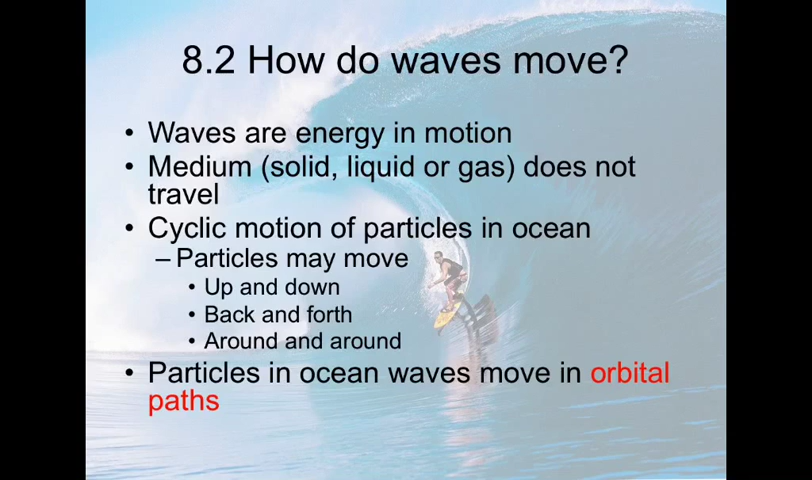 8.2 How do waves move?
• Waves are energy in motion
• Medium (solid, liquid or gas) does not
travel
• Cyclic motion of particles in ocean
– Particles may move
• Up and down
• Back and forth
• Around and around
• Particles in ocean waves move in orbital
paths